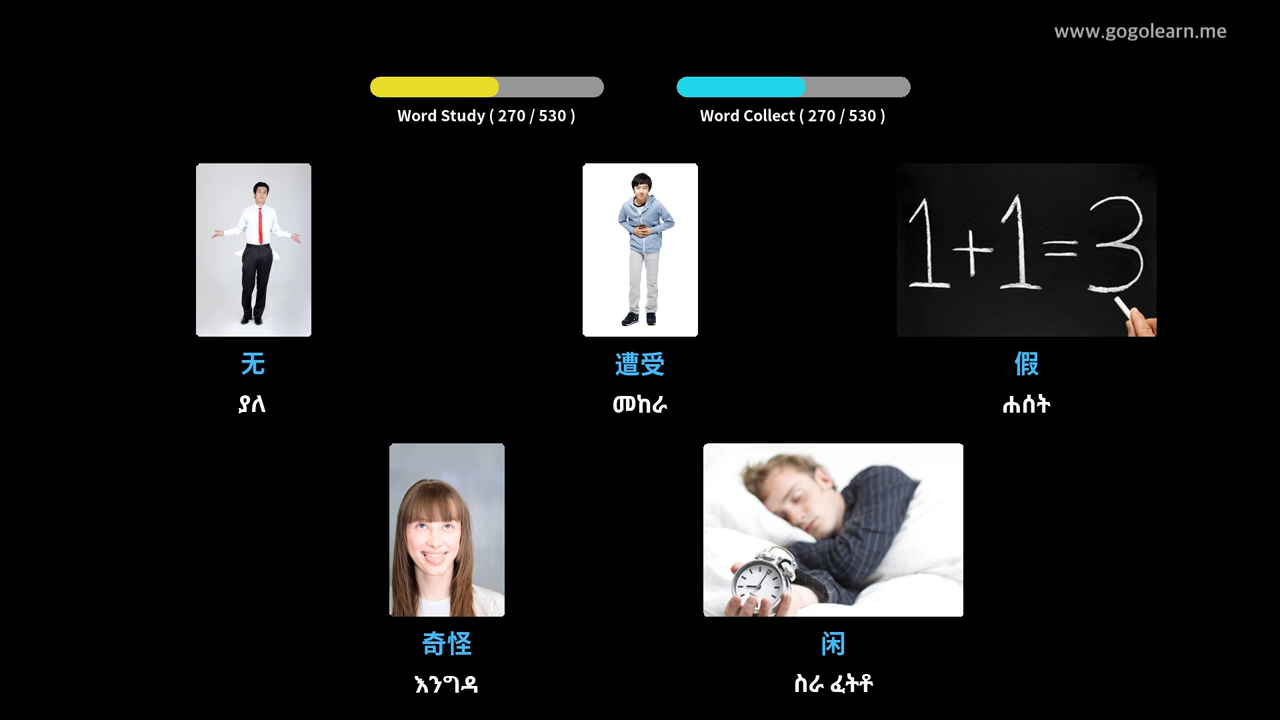 www.gogolearn.me
Word Study ( 270 / 530 )
Word Collect ( 270 / 530 )
1+1=3
无
遭受
假
ያለ
መከራ
ሐሰት
奇怪
闲
እንግዳ
ስራ ፈትቶ